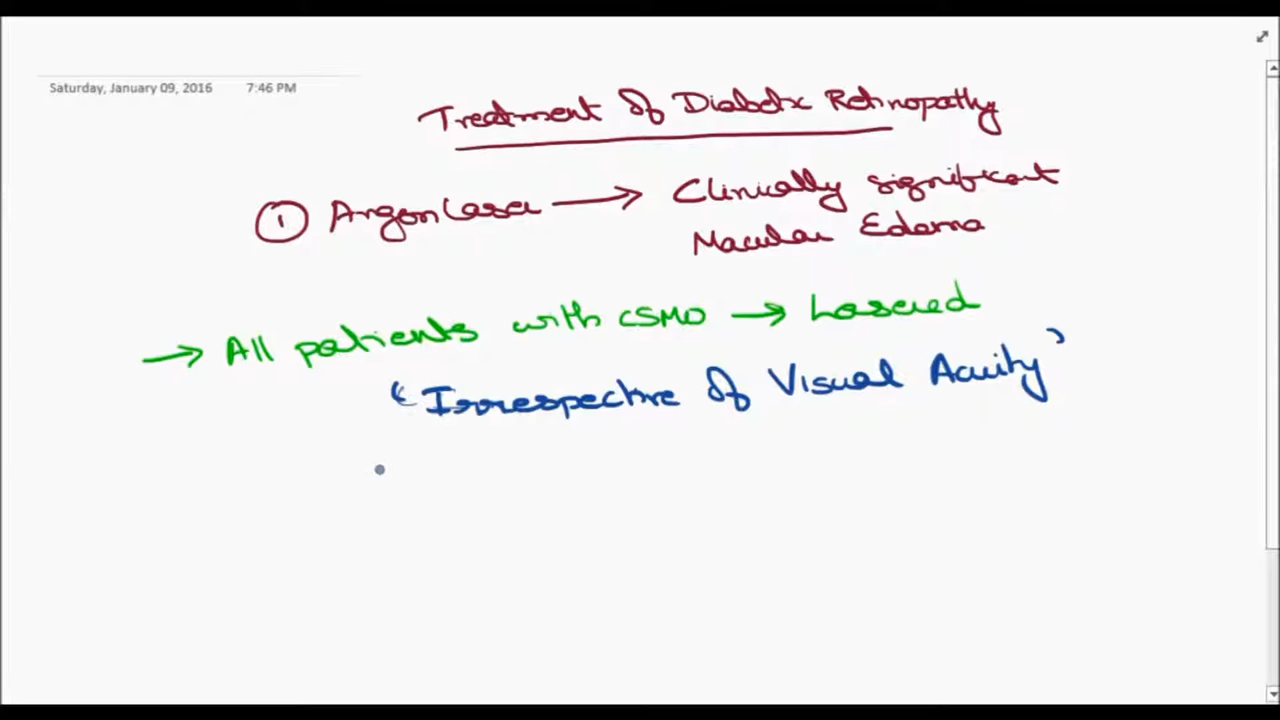 Saturday, January 09, 2016 7:46 PM
Treatment Of Diabetic Retinopathy
① Argon laser → Clinically significant
Macular Edema
→ All patients with CSMO → Lasered
"Irrespective Of Visual Acuity"